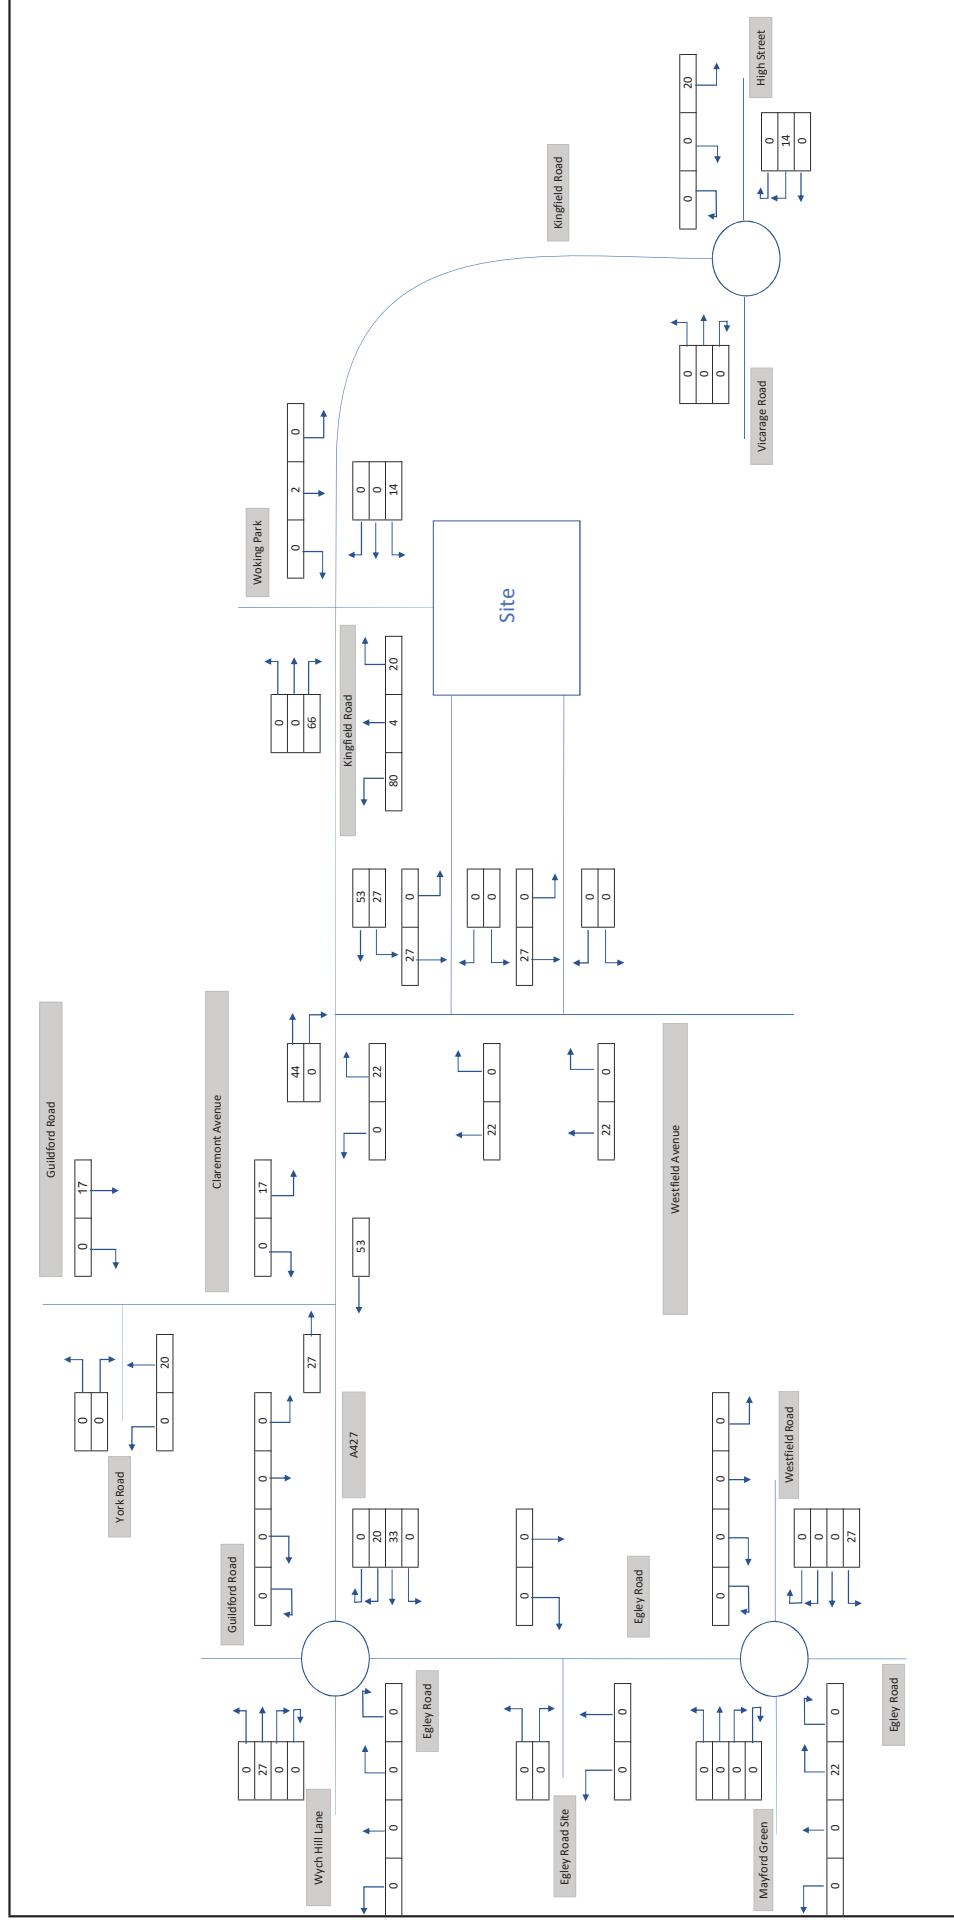 Guildford Road
0 0 17
0
York Road
0 20
Claremont Avenue
Guildford Road
0
Woking Park
27 0 0 0 0 0 17
0 0
0 44 0 0 2 0
27 0 66
Wych Hill Lane
Kingfield Road
A427
0 53 53 0
20 0 22 27 0
0 0 0 0 33 80 4 20 14
0 27 0
Egley Road
0
22 0 0
Site
0 0 0 27 0
0
Kingfield Road
Egley Road Site
0
22 0 0
0 0
Egley Road
Westfield Avenue
0 0 0 20
0 0
0 0 0 0 0 0
0
0
High Street
Vicarage Road
Mayford Green
0
14
Westfield Road
0 0
0
0 0 22 0 0
27
Egley Road